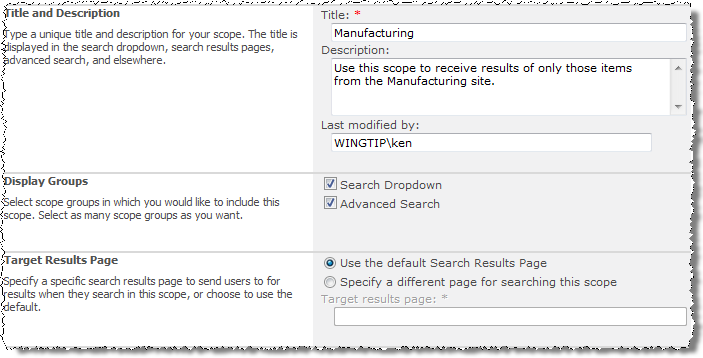 Title and Description
Type a unique title and description for your scope. The title is
displayed in the search dropdown, search results pages,
advanced search, and elsewhere.
Title: *
Manufacturing
Description:
Use this scope to receive results of only those items
from the Manufacturing site.
Last modified by:
WINGTIP\ken
Display Groups
Select scope groups in which you would like to include this
scope. Select as many scope groups as you want.
Search Dropdown
Advanced Search
Target Results Page
Specify a specific search results page to send users to for
results when they search in this scope, or choose to use the
default.
Use the default Search Results Page
Specify a different page for searching this scope
Target results page: *